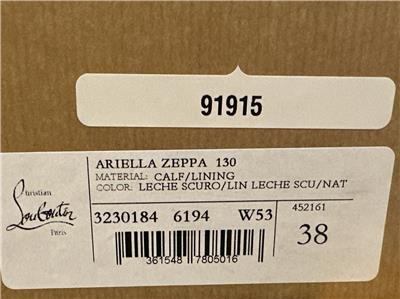 91915
Christian
Louboutin
Paris
ARIELLA ZEPPA 130
MATERIAL: CALF/LINING
COLOR: LECHE SCURO/LIN LECHE SCU/NAT
3230184 6194 W53
452161
38
361548 7805016